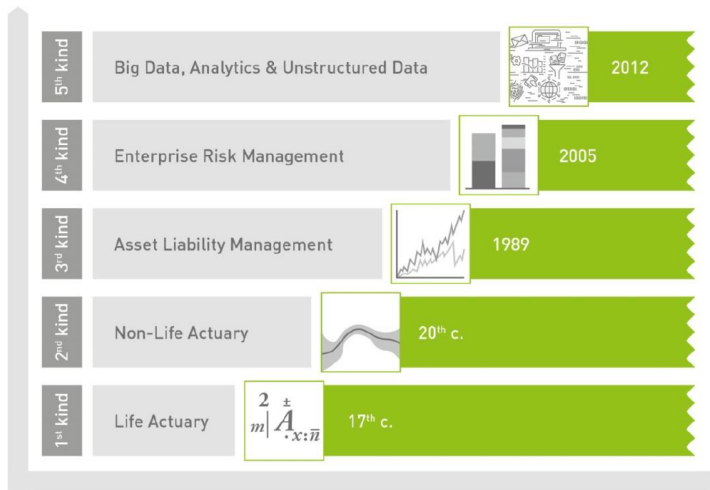 5th kind
Big Data, Analytics & Unstructured Data
2012
4th kind
Enterprise Risk Management
2005
3rd kind
Asset Liability Management
1989
2nd kind
Non-Life Actuary
20th c.
1st kind
Life Actuary
2 ±
m| A x:n̅
17th c.